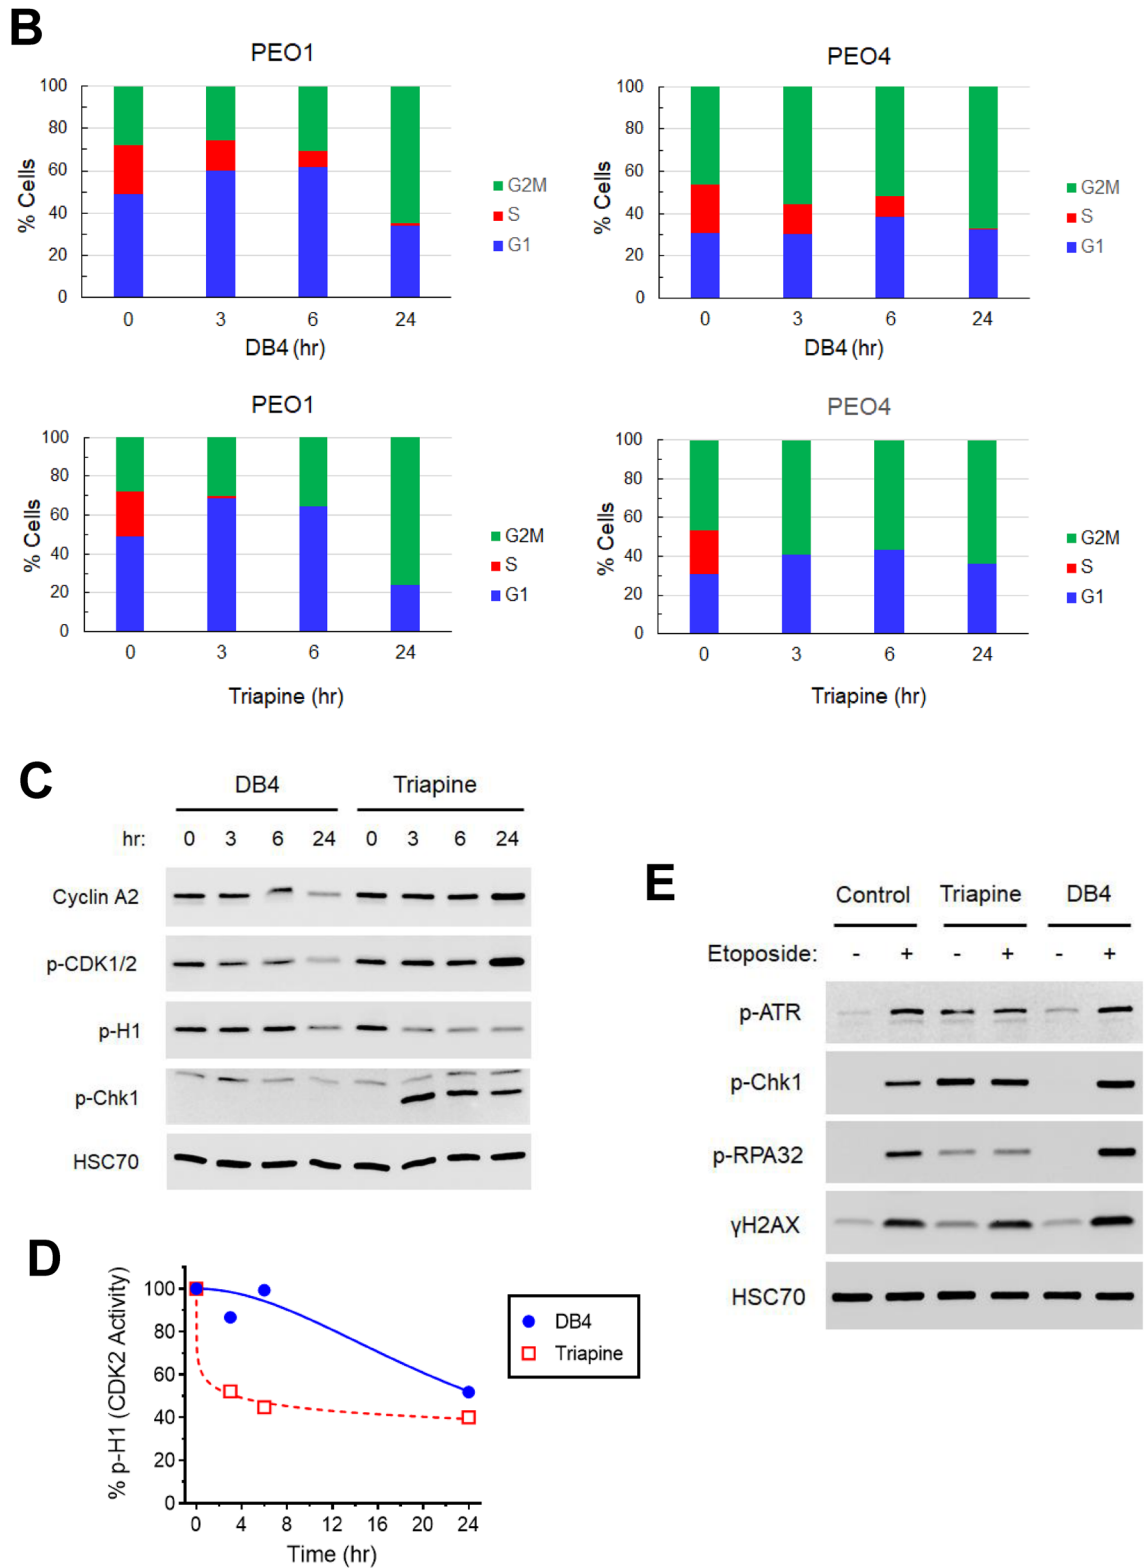 B
PEO1
100
80
60
40
20
0
% Cells
G2M
S
G1
0 3 6 24
DB4 (hr)
PEO4
100
80
60
40
20
0
% Cells
G2M
S
G1
0 3 6 24
DB4 (hr)
PEO1
100
80
60
40
20
0
% Cells
G2M
S
G1
0 3 6 24
Triapine (hr)
PEO4
100
80
60
40
20
0
% Cells
G2M
S
G1
0 3 6 24
Triapine (hr)
C
DB4 Triapine
hr: 0 3 6 24 0 3 6 24
Cyclin A2
p-CDK1/2
p-H1
p-Chk1
HSC70
D
% p-H1 (CDK2 Activity)
100
80
60
40
20
0
0 4 8 12 16 20 24
Time (hr)
DB4
Triapine
E
Control Triapine DB4
Etoposide: - + - + - +
p-ATR
p-Chk1
p-RPA32
γH2AX
HSC70